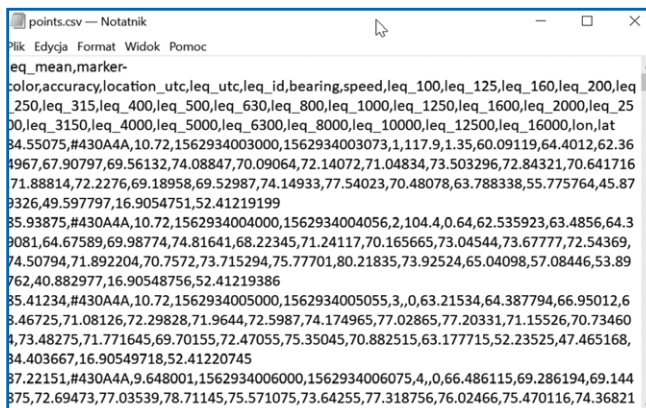 points.csv — Notatnik
Plik Edycja Format Widok Pomoc
leq_mean,marker-
color,accuracy,location_utc,leq_utc,leq_id,bearing,speed,leq_100,leq_125,leq_160,leq_200,leq
_250,leq_315,leq_400,leq_500,leq_630,leq_800,leq_1000,leq_1250,leq_1600,leq_2000,leq_25
00,leq_3150,leq_4000,leq_5000,leq_6300,leq_8000,leq_10000,leq_12500,leq_16000,lon,lat
84.55075,#430A4A,10.72,1562934003000,1562934003073,1,117.9,1.35,60.09119,64.4012,62.36
4967,67.90797,69.56132,74.08847,70.09064,72.14072,71.04834,73.503296,72.84321,70.641716
,71.88814,72.2276,69.18958,69.52987,74.14933,77.54023,70.48078,63.788338,55.775764,45.87
9326,49.597797,16.9054751,52.41219199
85.93875,#430A4A,10.72,1562934004000,1562934004056,2,104.4,0.64,62.535923,63.4856,64.3
9081,64.67589,69.98774,74.81641,68.22345,71.24117,70.165665,73.04544,73.67777,72.54369,
74.50794,71.892204,70.7572,73.715294,75.77701,80.21835,73.92524,65.04098,57.08446,53.89
762,40.882977,16.90548756,52.41219386
85.41234,#430A4A,10.72,1562934005000,1562934005055,3,,0,63.21534,64.387794,66.95012,6
8.46725,71.08126,72.29828,71.9644,72.5987,74.174965,77.02865,77.20331,71.15526,70.73460
4,73.48275,71.771645,69.70155,72.47055,75.35045,70.882515,63.177715,52.23525,47.465168,
34.403667,16.90549718,52.41220745
87.22151,#430A4A,9.648001,1562934006000,1562934006075,4,,0,66.486115,69.286194,69.144
875,72.69473,77.03539,78.71145,75.571075,73.64255,77.318756,76.02466,75.470116,74.36821